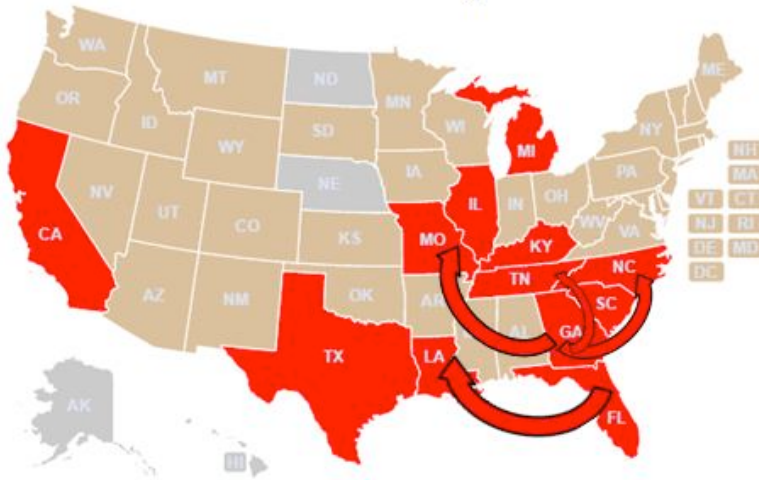 WA
MT
ND
MN
ME
OR
ID
SD
WI
NY
WY
MI
NH
IA
PA
MA
NE
NV
IL
IN
OH
VT
CT
UT
CO
WV
VA
NJ
RI
CA
KS
MO
KY
DE
MD
NC
DC
TN
AZ
NM
OK
AR
SC
AL
GA
TX
LA
AK
FL
HI